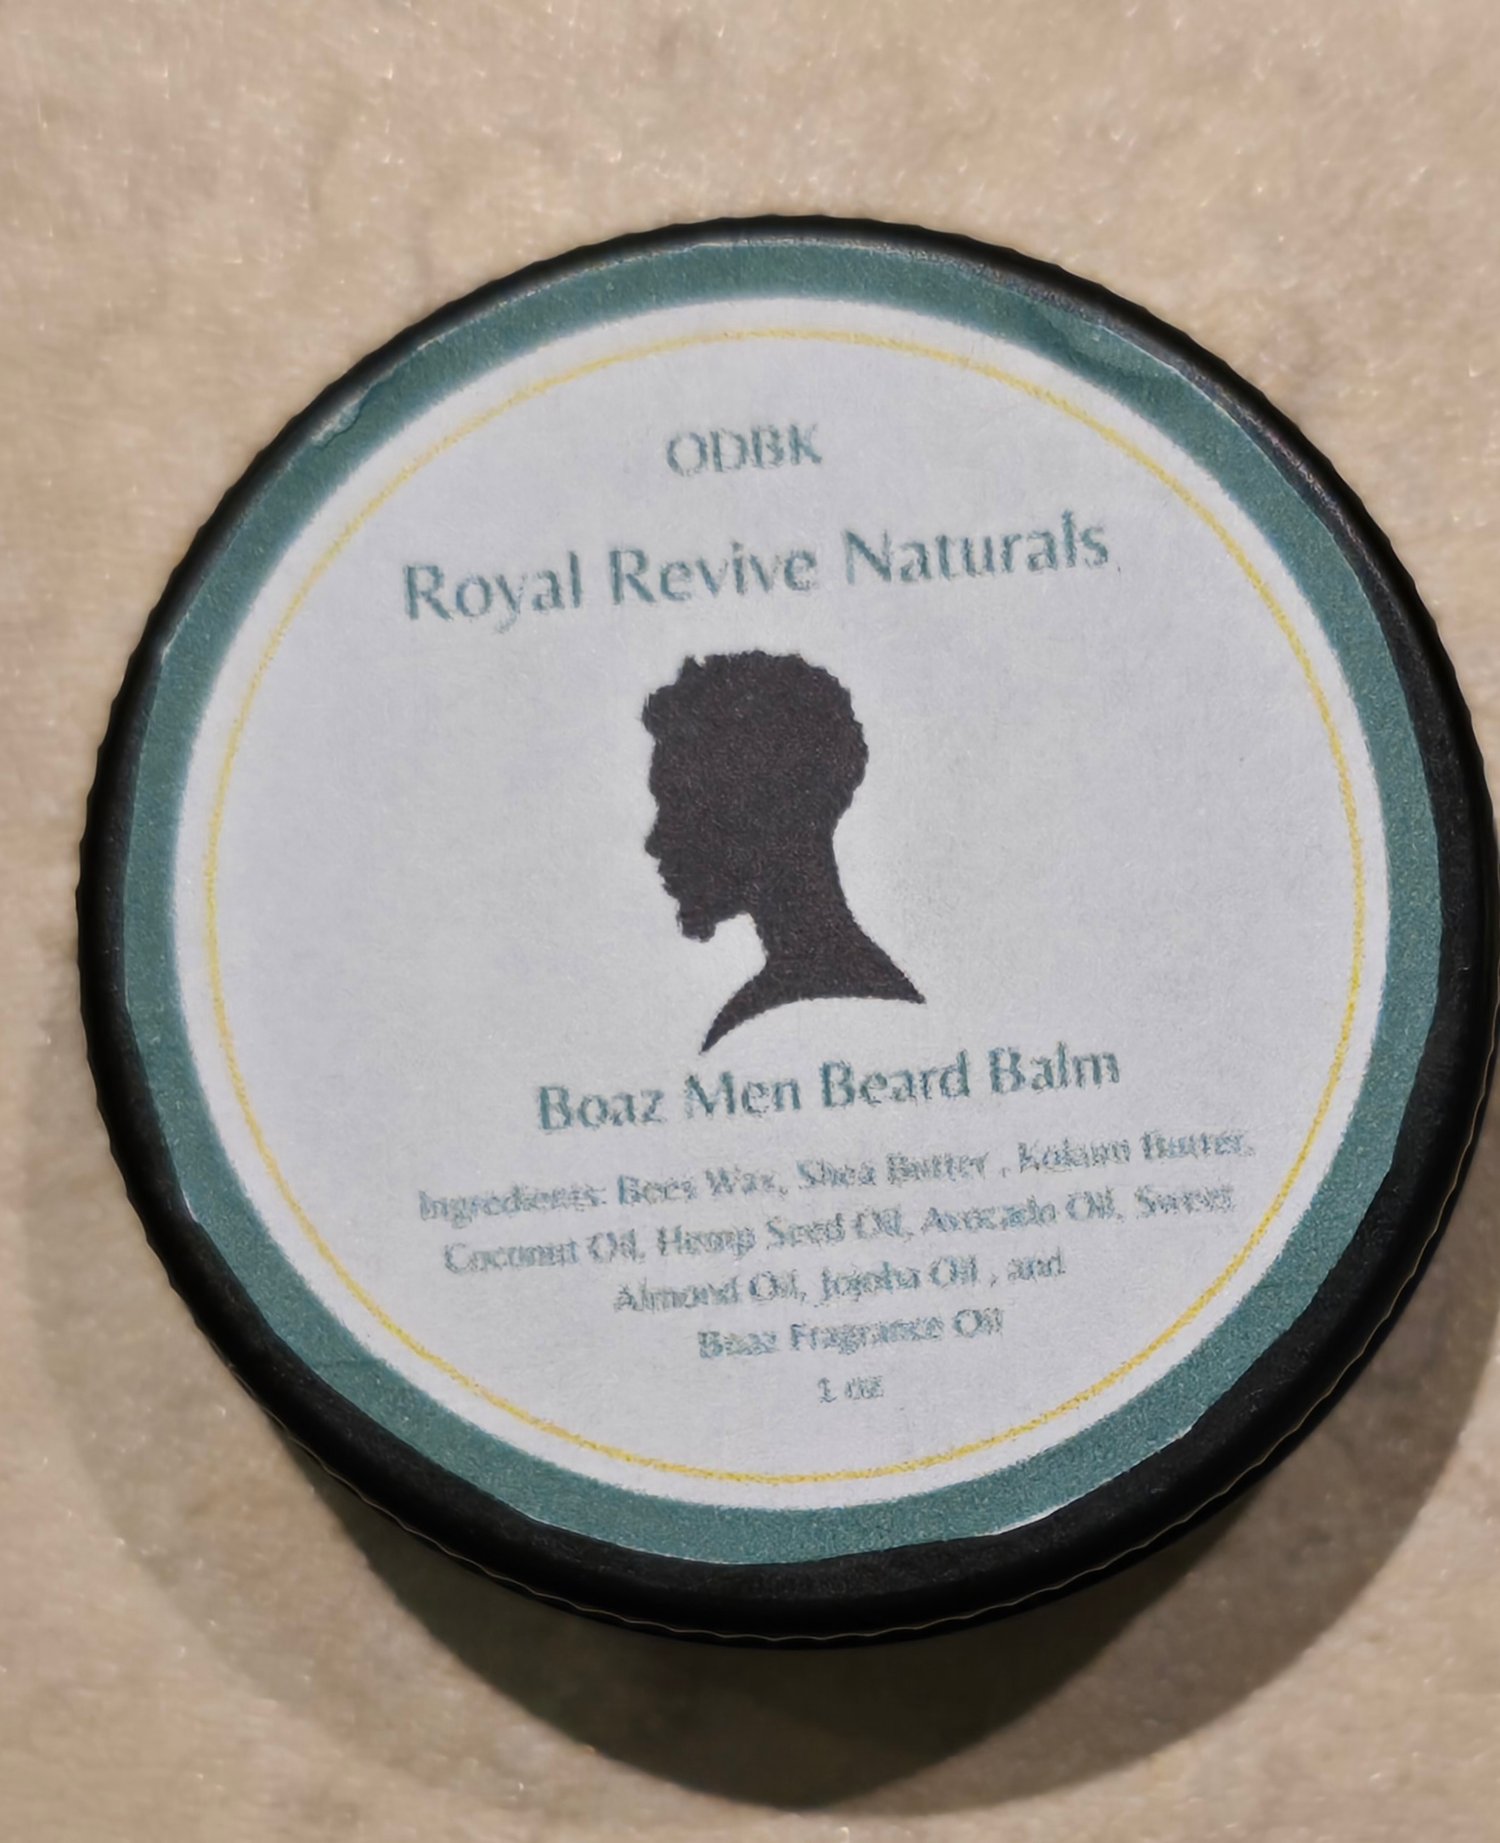 ODBK
Royal Revive Naturals
Boaz Men Beard Balm
Ingredients: Bees Wax, Shea Butter , Kokum Butter,
Coconut Oil, Hemp Seed Oil, Avocado Oil, Sweet
Almond Oil, Jojoba Oil , and
Boaz Fragrance Oil
1 oz